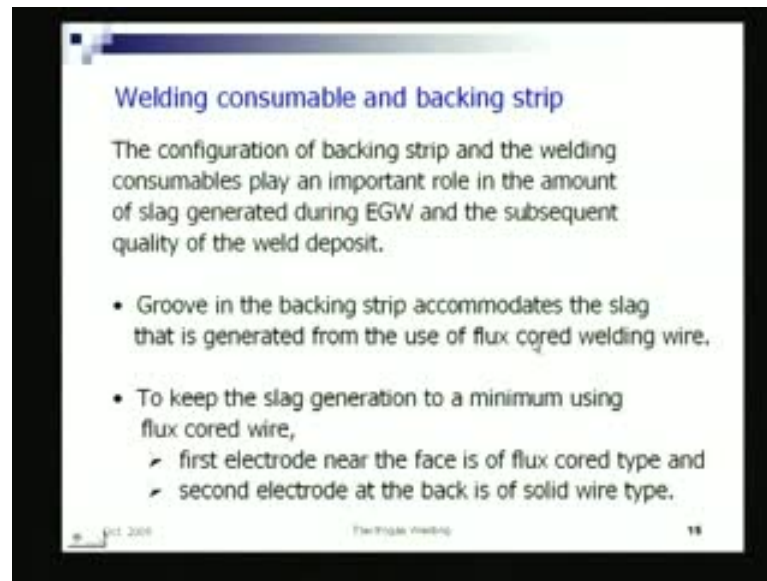 Welding consumable and backing strip
The configuration of backing strip and the welding
consumables play an important role in the amount
of slag generated during EGW and the subsequent
quality of the weld deposit.
• Groove in the backing strip accommodates the slag
that is generated from the use of flux cored welding wire.
• To keep the slag generation to a minimum using
flux cored wire,
➢ first electrode near the face is of flux cored type and
➢ second electrode at the back is of solid wire type.
Oct. Welding